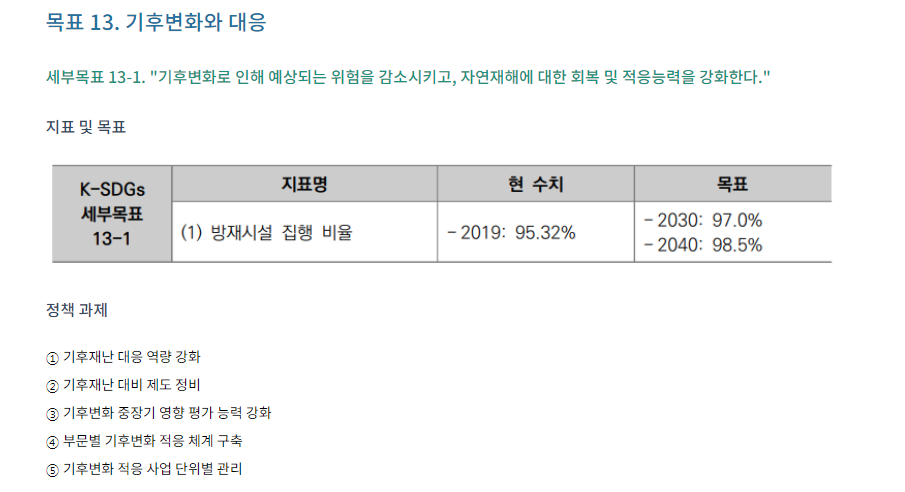 목표 13. 기후변화와 대응
세부목표 13-1. "기후변화로 인해 예상되는 위험을 감소시키고, 자연재해에 대한 회복 및 적응능력을 강화한다."
지표 및 목표
K-SDGs
세부목표
13-1
지표명
현 수치
목표
(1) 방재시설 집행 비율
- 2019: 95.32%
- 2030: 97.0%
- 2040: 98.5%
정책 과제
① 기후재난 대응 역량 강화
② 기후재난 대비 제도 정비
③ 기후변화 중장기 영향 평가 능력 강화
④ 부문별 기후변화 적응 체계 구축
⑤ 기후변화 적응 사업 단위별 관리